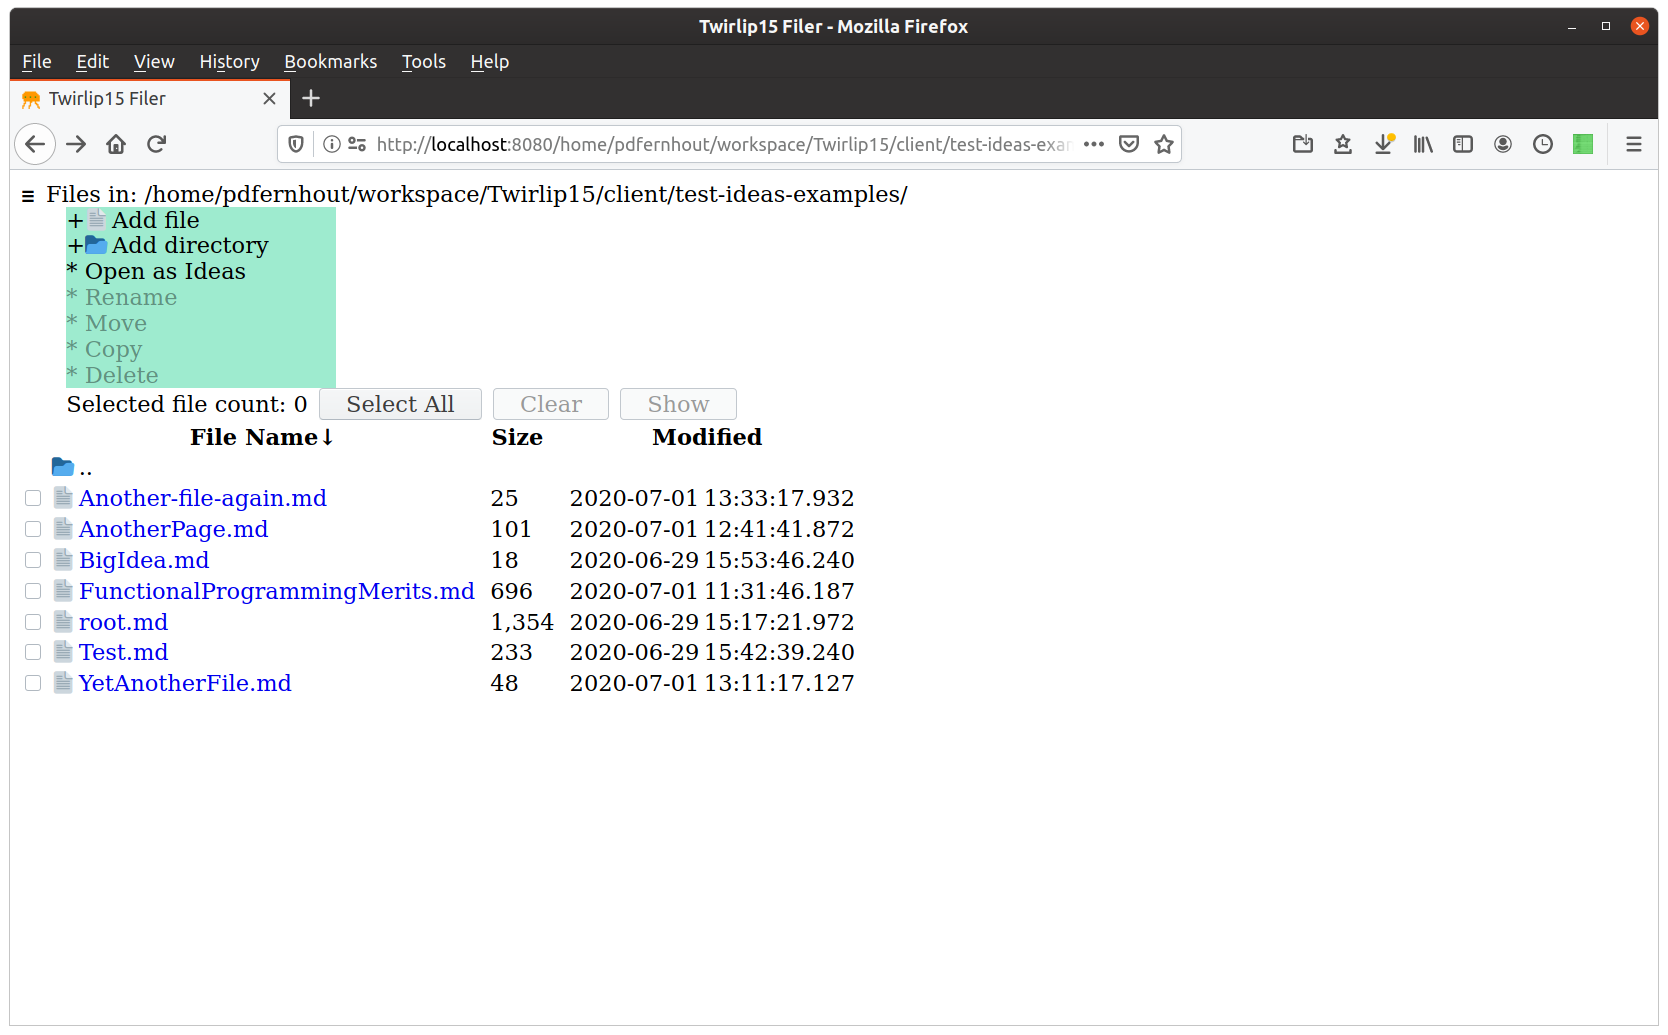 Twirlip15 Filer - Mozilla Firefox
File Edit View History Bookmarks Tools Help
Twirlip15 Filer
http://localhost:8080/home/pdfernhout/workspace/Twirlip15/client/test-ideas-exam
≡ Files in: /home/pdfernhout/workspace/Twirlip15/client/test-ideas-examples/
+ Add file
+ Add directory
* Open as Ideas
* Rename
* Move
* Copy
* Delete
Selected file count: 0 Select All Clear Show
File Name↓ Size Modified
..
Another-file-again.md 25 2020-07-01 13:33:17.932
AnotherPage.md 101 2020-07-01 12:41:41.872
BigIdea.md 18 2020-06-29 15:53:46.240
FunctionalProgrammingMerits.md 696 2020-07-01 11:31:46.187
root.md 1,354 2020-06-29 15:17:21.972
Test.md 233 2020-06-29 15:42:39.240
YetAnotherFile.md 48 2020-07-01 13:11:17.127